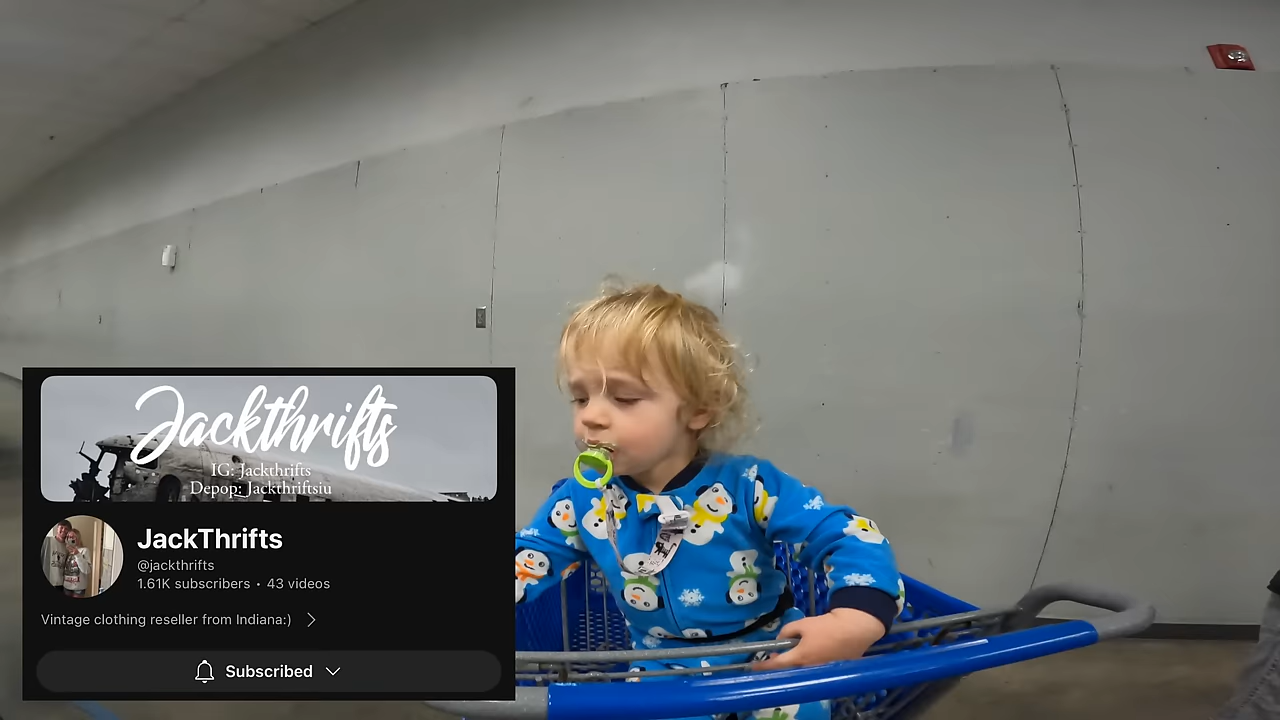 Jackthrifts
IG: Jackthrifts
Depop: Jackthriftsiu
JackThrifts
@jackthrifts
1.61K subscribers • 43 videos
Vintage clothing reseller from Indiana:)
Subscribed